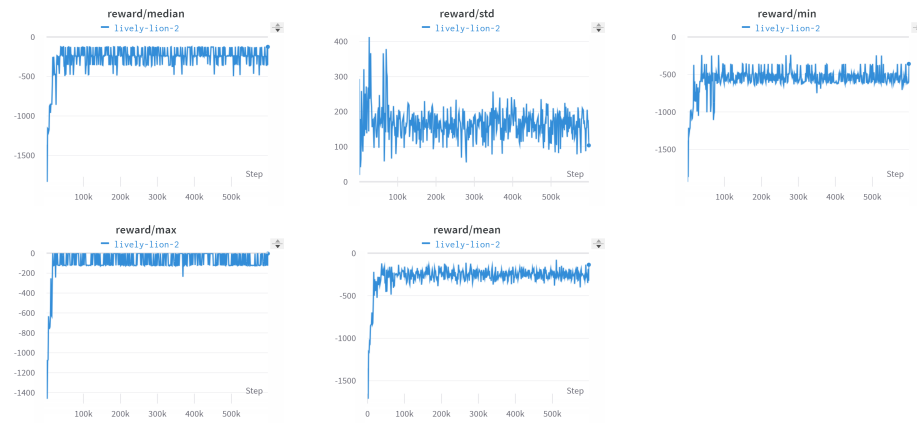 reward/median
lively-lion-2
0
-500
-1000
-1500
Step
100k 200k 300k 400k 500k
reward/std
lively-lion-2
400
300
200
100
0
Step
100k 200k 300k 400k 500k
reward/min
lively-lion-2
0
-500
-1000
-1500
Step
100k 200k 300k 400k 500k
reward/max
lively-lion-2
0
-200
-400
-600
-800
-1000
-1200
-1400
Step
100k 200k 300k 400k 500k
reward/mean
lively-lion-2
0
-500
-1000
-1500
Step
0 100k 200k 300k 400k 500k